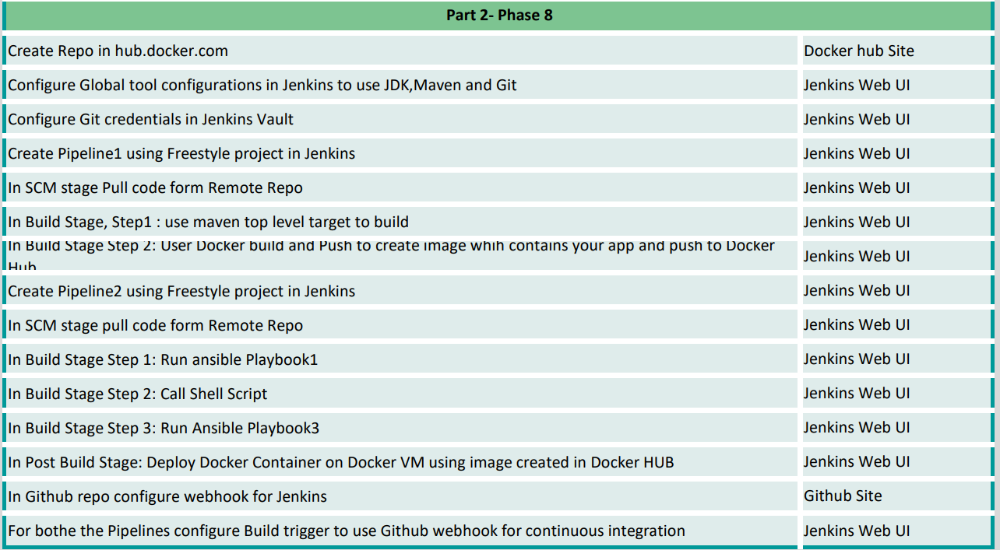 Part 2- Phase 8
Create Repo in hub.docker.com Docker hub Site
Configure Global tool configurations in Jenkins to use JDK,Maven and Git Jenkins Web UI
Configure Git credentials in Jenkins Vault Jenkins Web UI
Create Pipeline1 using Freestyle project in Jenkins Jenkins Web UI
In SCM stage Pull code form Remote Repo Jenkins Web UI
In Build Stage, Step1 : use maven top level target to build Jenkins Web UI
In Build Stage Step 2: User Docker build and Push to create image whih contains your app and push to Docker
Hub Jenkins Web UI
Create Pipeline2 using Freestyle project in Jenkins Jenkins Web UI
In SCM stage pull code form Remote Repo Jenkins Web UI
In Build Stage Step 1: Run ansible Playbook1 Jenkins Web UI
In Build Stage Step 2: Call Shell Script Jenkins Web UI
In Build Stage Step 3: Run Ansible Playbook3 Jenkins Web UI
In Post Build Stage: Deploy Docker Container on Docker VM using image created in Docker HUB Jenkins Web UI
In Github repo configure webhook for Jenkins Github Site
For bothe the Pipelines configure Build trigger to use Github webhook for continuous integration Jenkins Web UI